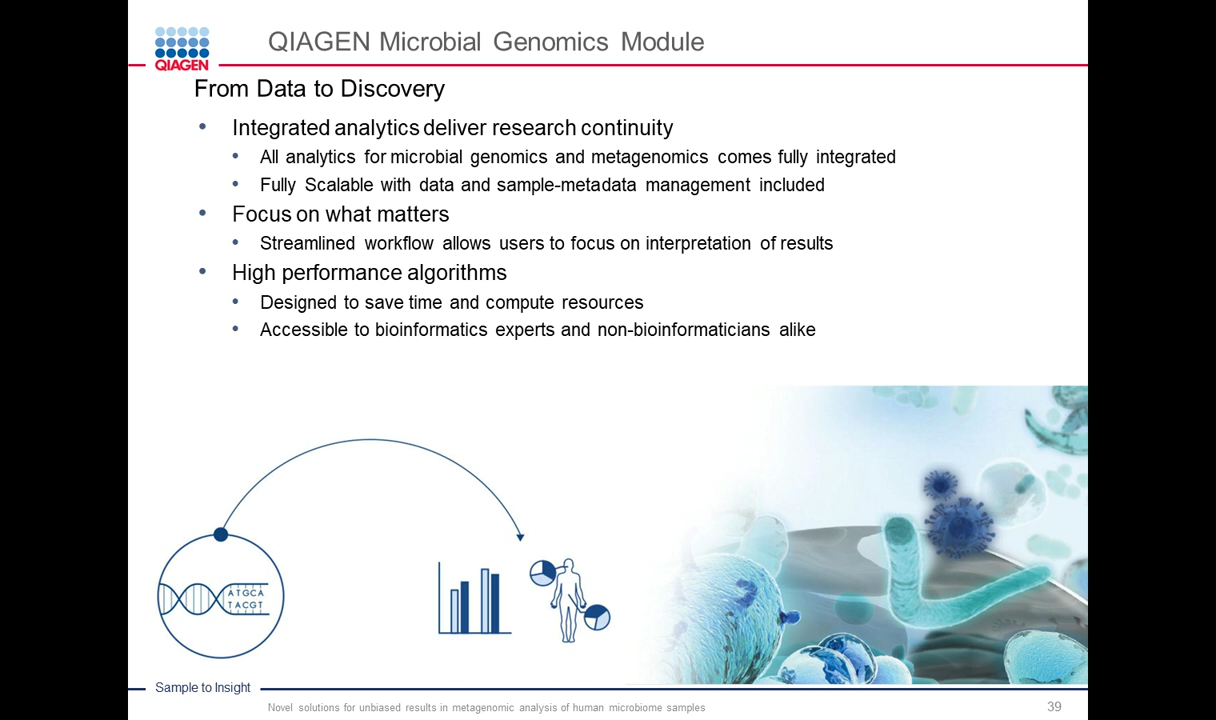 QIAGEN
QIAGEN Microbial Genomics Module
From Data to Discovery
• Integrated analytics deliver research continuity
• All analytics for microbial genomics and metagenomics comes fully integrated
• Fully Scalable with data and sample-metadata management included
• Focus on what matters
• Streamlined workflow allows users to focus on interpretation of results
• High performance algorithms
• Designed to save time and compute resources
• Accessible to bioinformatics experts and non-bioinformaticians alike
ATGCA
TACGT
Sample to Insight
Novel solutions for unbiased results in metagenomic analysis of human microbiome samples
39